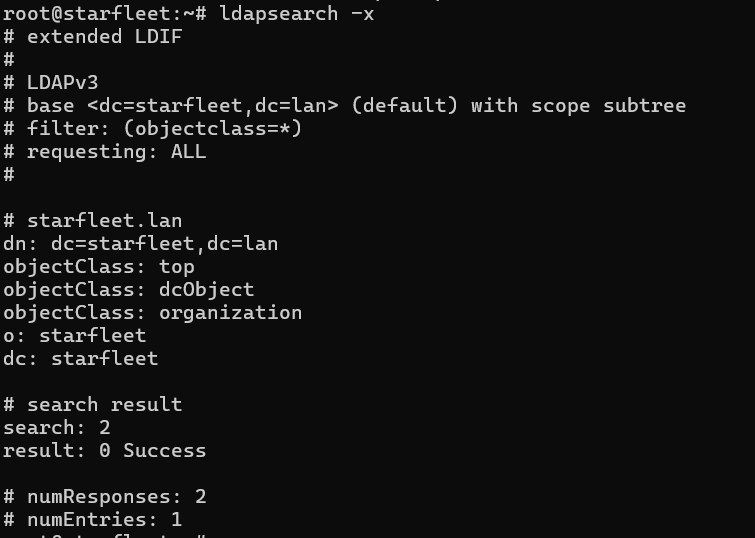 root@starfleet:~# ldapsearch -x
# extended LDIF
#
# LDAPv3
# base <dc=starfleet,dc=lan> (default) with scope subtree
# filter: (objectclass=*)
# requesting: ALL
#

# starfleet.lan
dn: dc=starfleet,dc=lan
objectClass: top
objectClass: dcObject
objectClass: organization
o: starfleet
dc: starfleet

# search result
search: 2
result: 0 Success

# numResponses: 2
# numEntries: 1